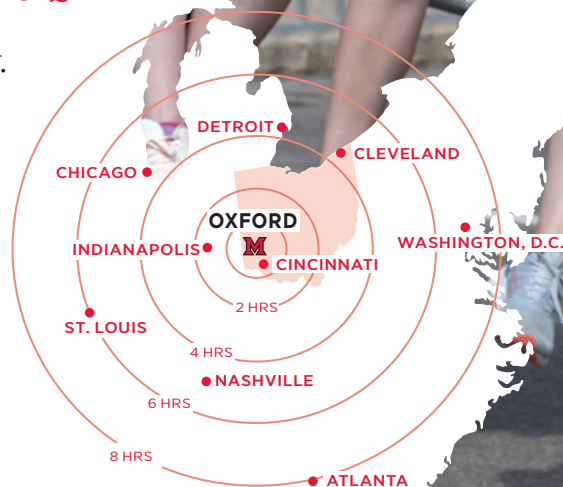 DETROIT
CLEVELAND
CHICAGO
OXFORD
M
WASHINGTON, D.C.
INDIANAPOLIS
CINCINNATI
2 HRS
ST. LOUIS
4 HRS
NASHVILLE
6 HRS
8 HRS
ATLANTA